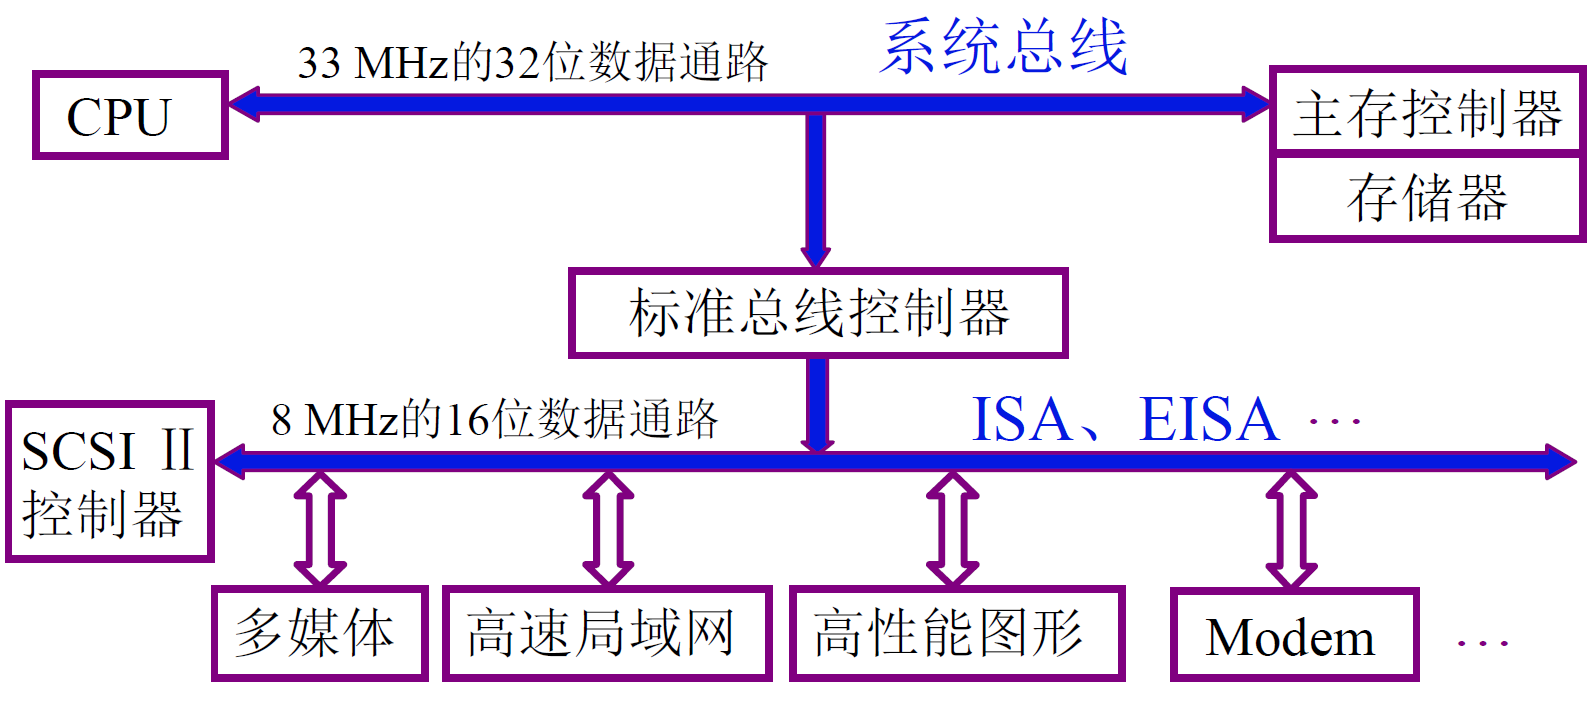 33 MHz的32位数据通路
系统总线
CPU
主存控制器
存储器
标准总线控制器
8 MHz的16位数据通路
ISA、EISA …
SCSI Ⅱ
控制器
多媒体
高速局域网
高性能图形
Modem
…